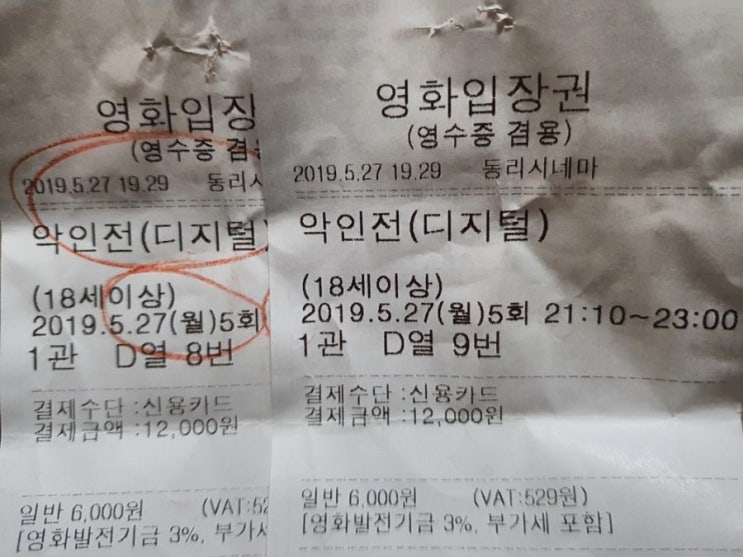 영화입장
(영수증 겸용
2019.5.27 19.29 동리시
악인전(디지털)
(18세이상)
2019.5.27(월)5회
1관 D열 8번
결제수단 :신용카드
결제금액 :12,000원
일반 6,000원 (VAT:52
[영화발전기금 3%, 부가세
영화입장권
(영수증 겸용)
2019.5.27 19.29 동리시네마
악인전(디지털)
(18세이상)
2019.5.27(월)5회 21:10~23:00
1관 D열 9번
결제수단 :신용카드
결제금액 :12,000원
일반 6,000원 (VAT:529원)
[영화발전기금 3%, 부가세 포함]